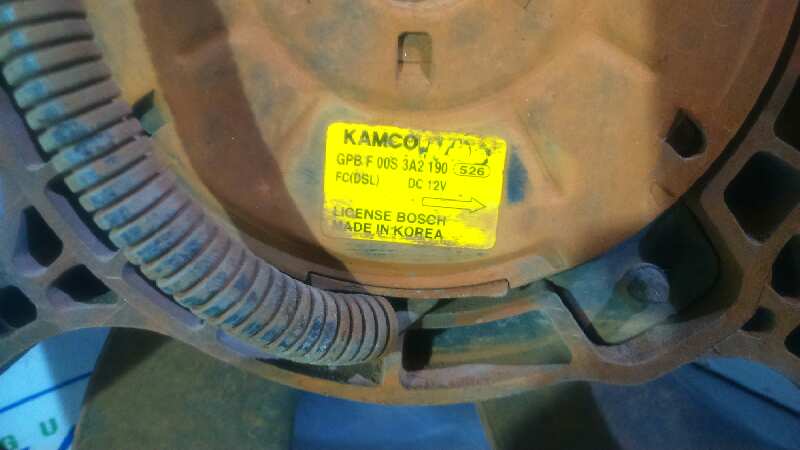 KAMCO
GPB F 00S 3A2 190 526
FC(DSL) DC 12V
LICENSE BOSCH
MADE IN KOREA
G U